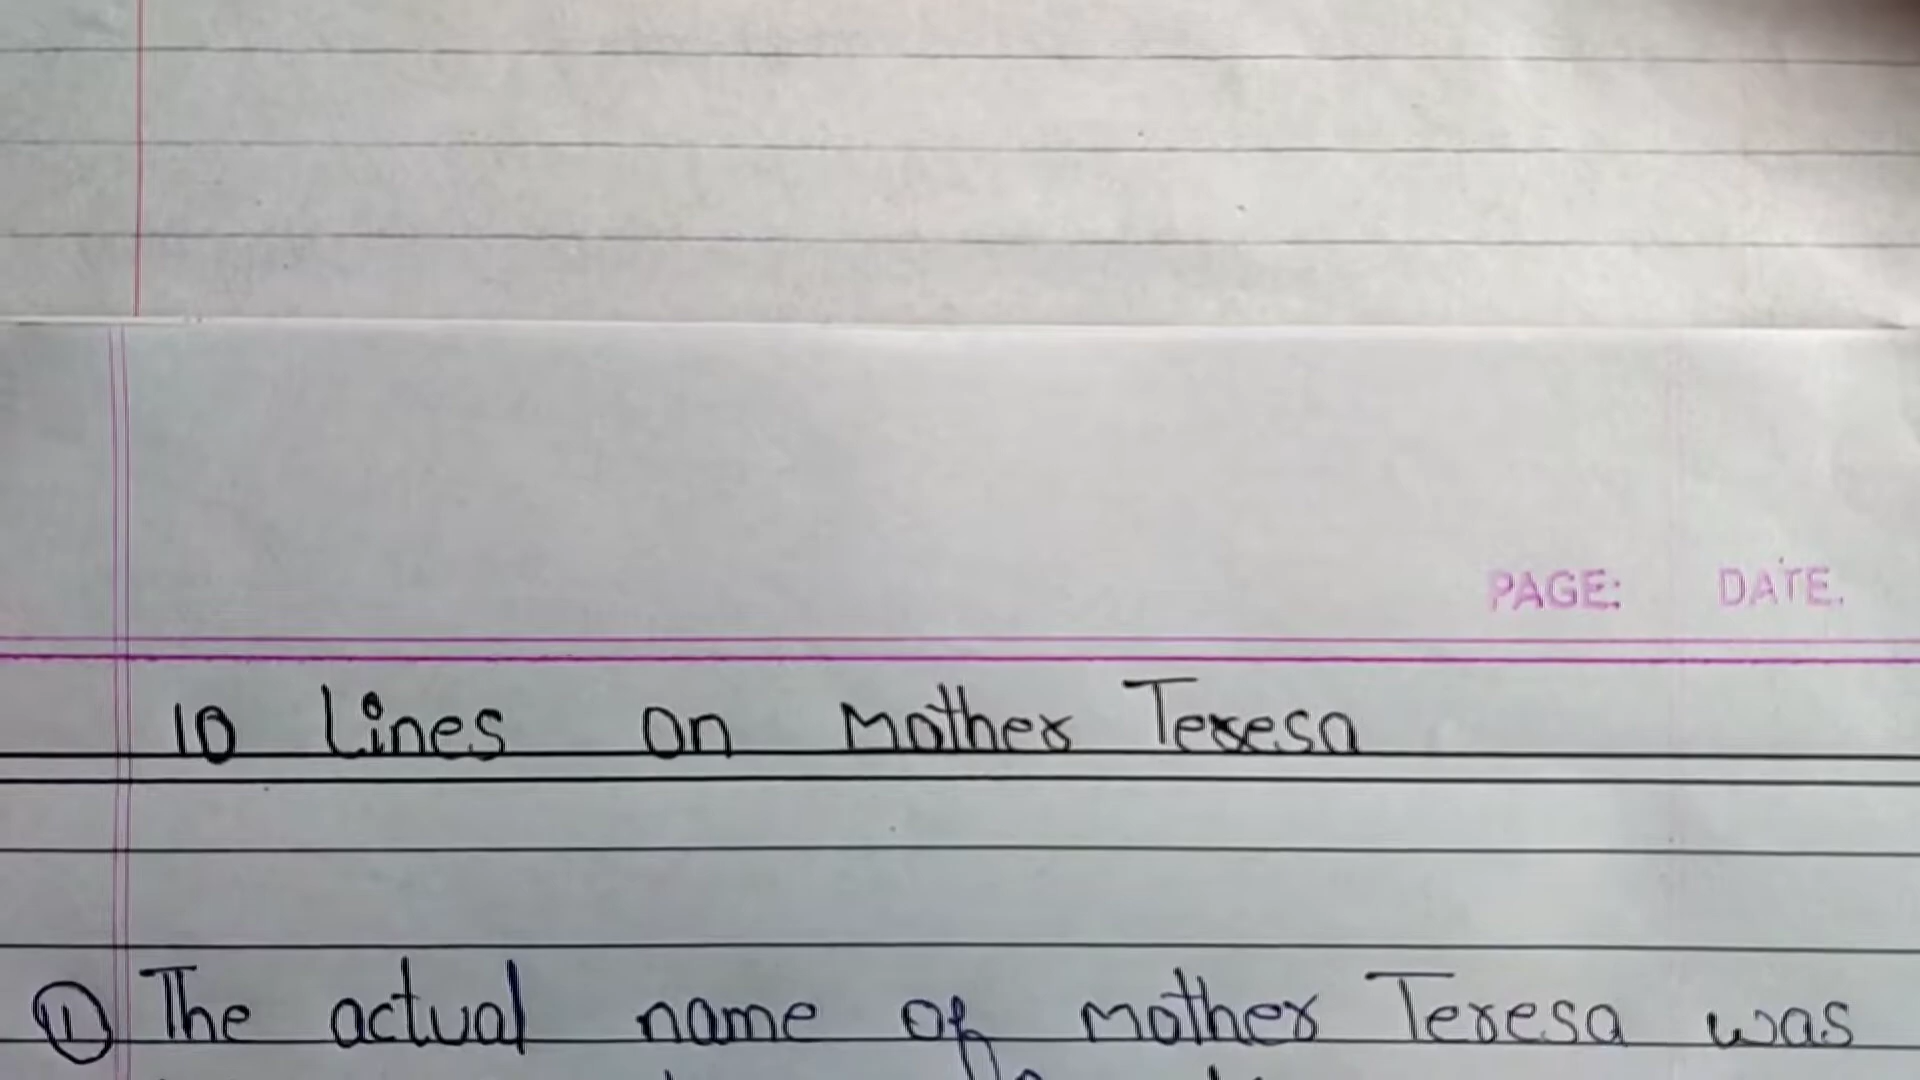 PAGE: DATE.
10 Lines on Mother Teresa
1) The actual name of mother Teresa was